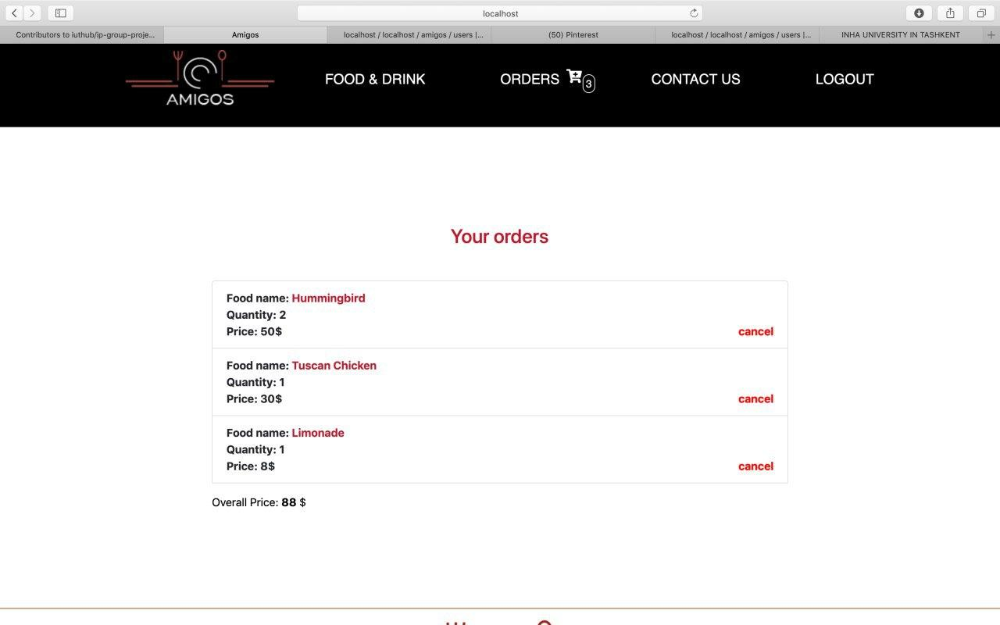 localhost
Contributors to iuthub/ip-group-proje...
Amigos
localhost / localhost / amigos / users |...
(50) Pinterest
localhost / localhost / amigos / users |...
INHA UNIVERSITY IN TASHKENT
AMIGOS
FOOD & DRINK
ORDERS 3
CONTACT US
LOGOUT
Your orders
Food name: Hummingbird
Quantity: 2
Price: 50$
cancel
Food name: Tuscan Chicken
Quantity: 1
Price: 30$
cancel
Food name: Limonade
Quantity: 1
Price: 8$
cancel
Overall Price: 88 $